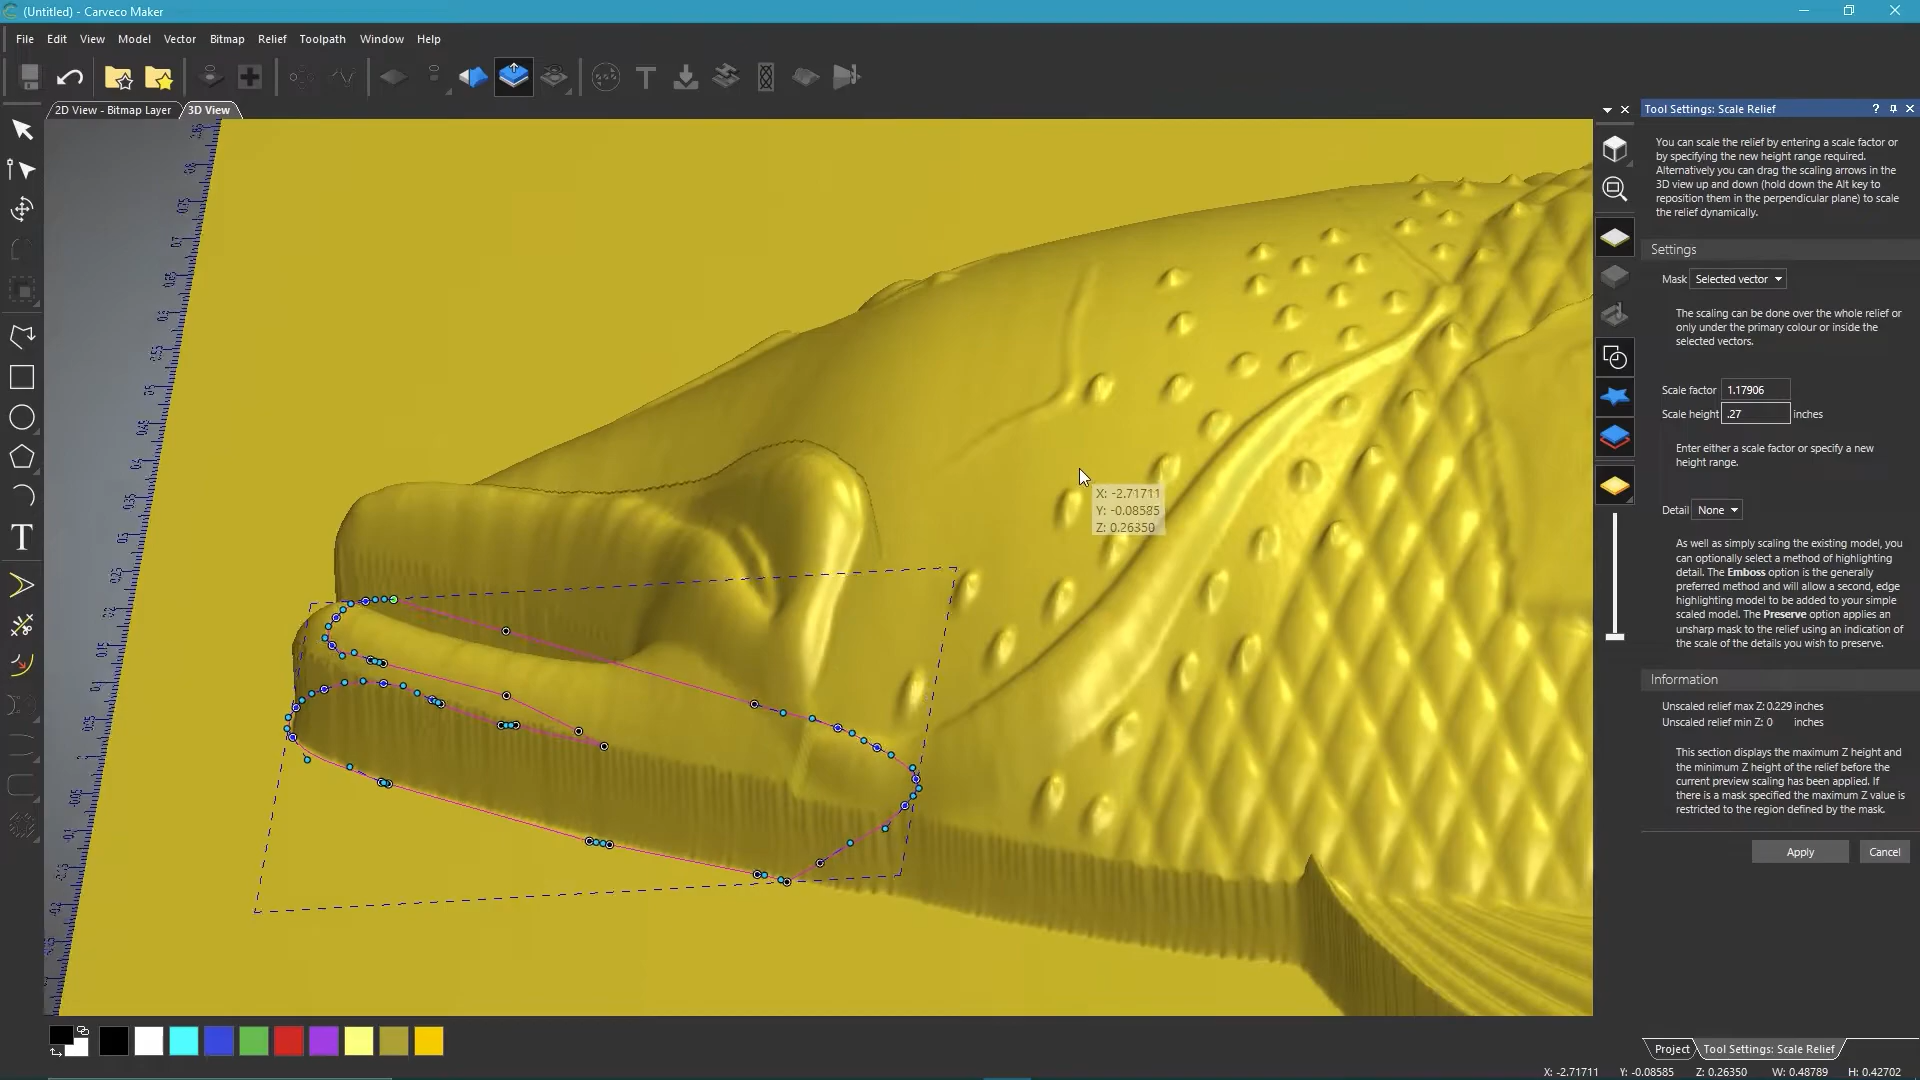 (Untitled) - Carveco Maker
File Edit View Model Vector Bitmap Relief Toolpath Window Help
2D View - Bitmap Layer
3D View
X: -2.71711
Y: -0.08585
Z: 0.26350
Tool Settings: Scale Relief
You can scale the relief by entering a scale factor or
by specifying the new height range required.
Alternatively you can drag the scaling arrows in the
3D view up and down (hold down the Alt key to
reposition them in the perpendicular plane) to scale
the relief dynamically.
Settings
Mask Selected vector
The scaling can be done over the whole relief or
only under the primary colour or inside the
selected vectors.
Scale factor 1.17906
Scale height .27 inches
Enter either a scale factor or specify a new
height range.
Detail None
As well as simply scaling the existing model, you
can optionally select a method of highlighting
detail. The Emboss option is the generally
preferred method and will allow a second, edge
highlighting model to be added to your simple
scaled model. The Preserve option applies an
unsharp mask to the relief using an indication of
the scale of the details you wish to preserve.
Information
Unscaled relief max Z: 0.229 inches
Unscaled relief min Z: 0 inches
This section displays the maximum Z height and
the minimum Z height of the relief before the
current preview scaling has been applied. If
there is a mask specified the maximum Z value is
restricted to the region defined by the mask.
Apply
Cancel
Project
Tool Settings: Scale Relief
X: -2.71711 Y: -0.08585 Z: 0.26350 W: 0.48789 H: 0.42702